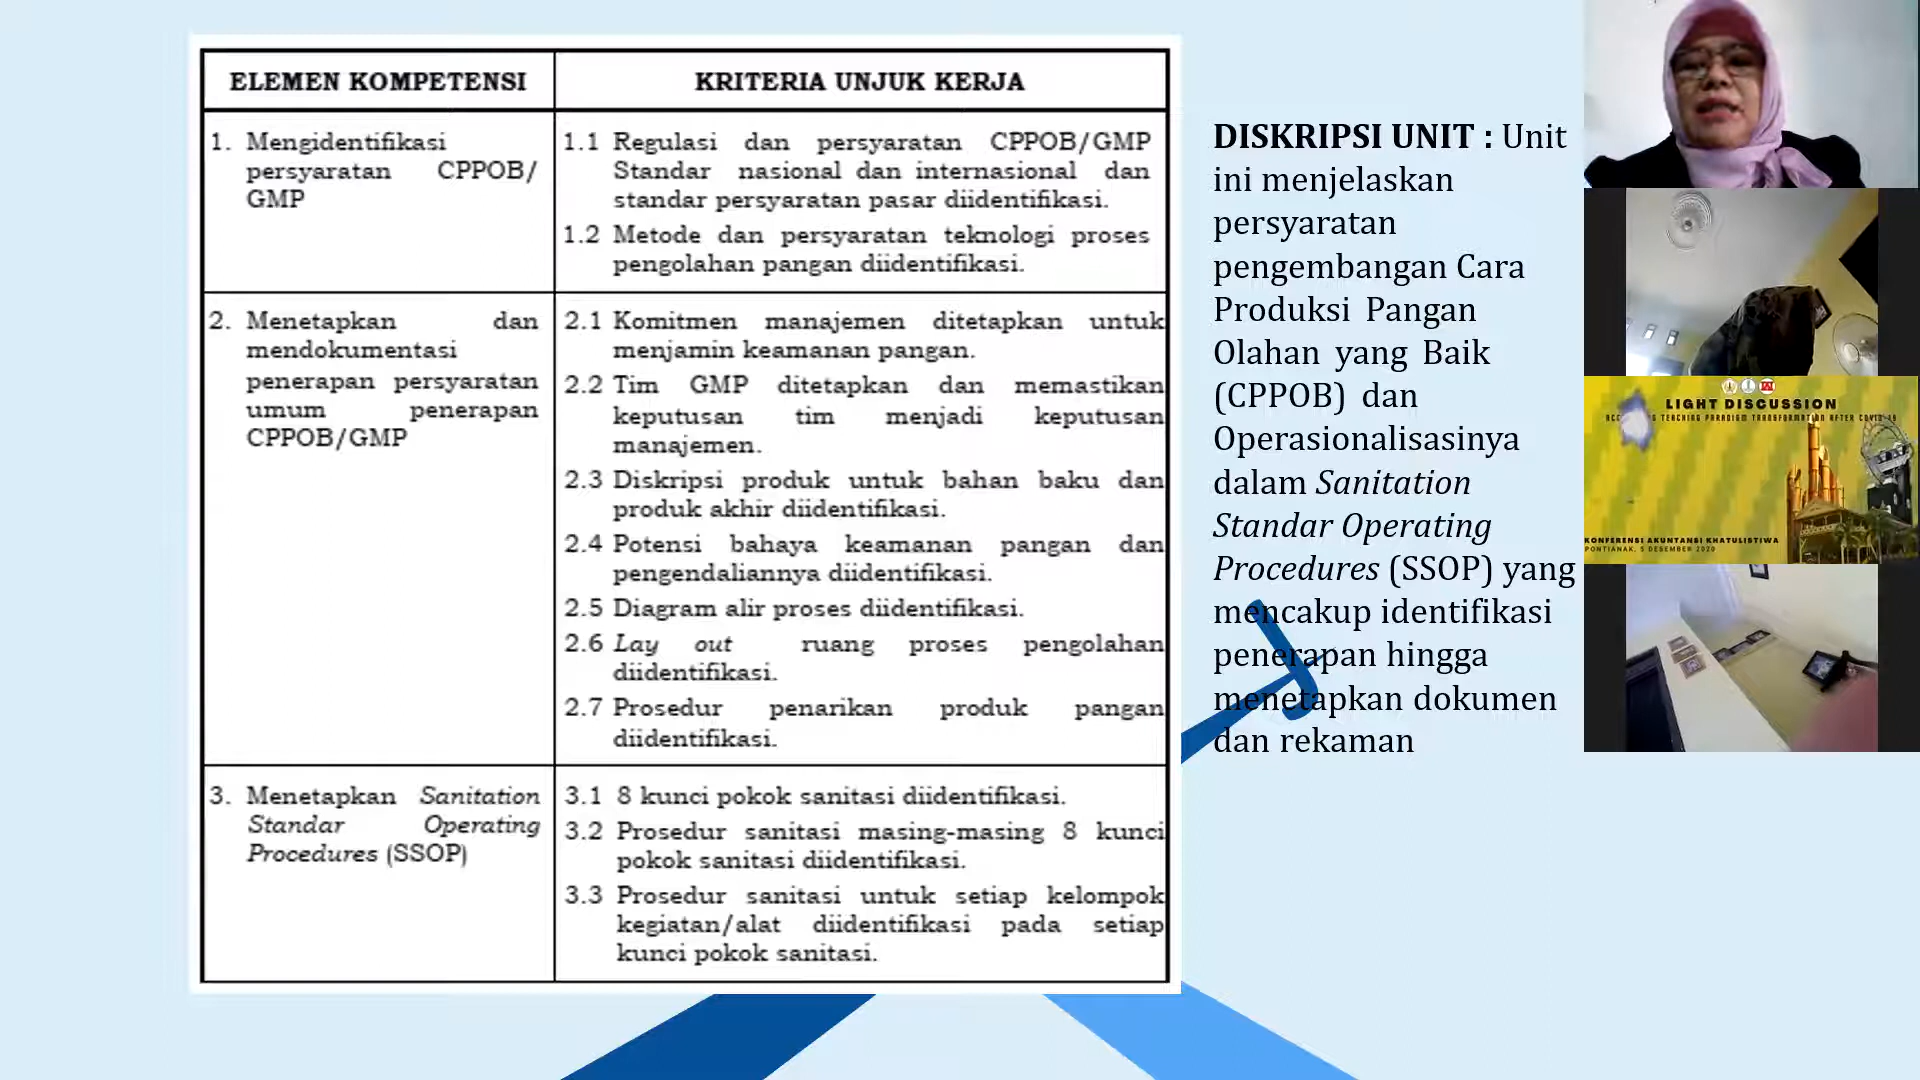 ELEMEN KOMPETENSI
KRITERIA UNJUK KERJA
1. Mengidentifikasi
persyaratan CPPOB/
GMP
1.1 Regulasi dan persyaratan CPPOB/GMP
Standar nasional dan internasional dan
standar persyaratan pasar diidentifikasi.
1.2 Metode dan persyaratan teknologi proses
pengolahan pangan diidentifikasi.
2. Menetapkan dan
mendokumentasi
penerapan persyaratan
umum penerapan
CPPOB/GMP
2.1 Komitmen manajemen ditetapkan untuk
menjamin keamanan pangan.
2.2 Tim GMP ditetapkan dan memastikan
keputusan tim menjadi keputusan
manajemen.
2.3 Diskripsi produk untuk bahan baku dan
produk akhir diidentifikasi.
2.4 Potensi bahaya keamanan pangan dan
pengendaliannya diidentifikasi.
2.5 Diagram alir proses diidentifikasi.
2.6 Lay out ruang proses pengolahan
diidentifikasi.
2.7 Prosedur penarikan produk pangan
diidentifikasi.
3. Menetapkan Sanitation
Standar Operating
Procedures (SSOP)
3.1 8 kunci pokok sanitasi diidentifikasi.
3.2 Prosedur sanitasi masing-masing 8 kunci
pokok sanitasi diidentifikasi.
3.3 Prosedur sanitasi untuk setiap kelompok
kegiatan/alat diidentifikasi pada setiap
kunci pokok sanitasi.
DISKRIPSI UNIT : Unit
ini menjelaskan
persyaratan
pengembangan Cara
Produksi Pangan
Olahan yang Baik
(CPPOB) dan
Operasionalisasinya
dalam Sanitation
Standar Operating
Procedures (SSOP) yang
mencakup identifikasi
penerapan hingga
menetapkan dokumen
dan rekaman
LIGHT DISCUSSION
TEACHING PARADIGM TRANSFORMATION AFTER COVID-19
KONFERENSI AKUNTANSI KHATULISTIWA
PONTIANAK, 5 DESEMBER 2020